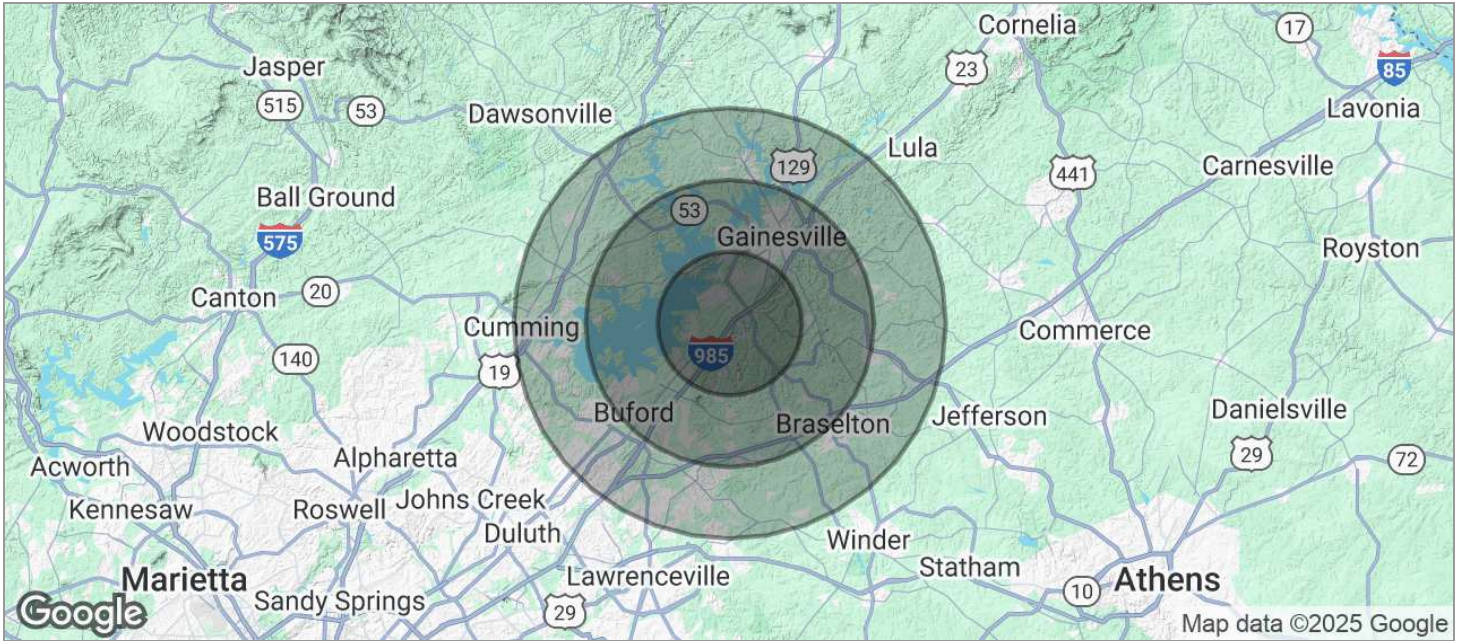 Cornelia
17
23
85
Jasper
515
53
Dawsonville
Lavonia
129
Lula
441
Carnesville
Ball Ground
53
575
Gainesville
Royston
20
Canton
Cumming
Commerce
985
140
19
Buford
Braselton
Jefferson
Danielsville
Woodstock
29
72
Acworth
Alpharetta
Kennesaw
Roswell
Johns Creek
Duluth
Winder
Statham
Marietta
Lawrenceville
Athens
10
Sandy Springs
29
Google
Map data ©2025 Google